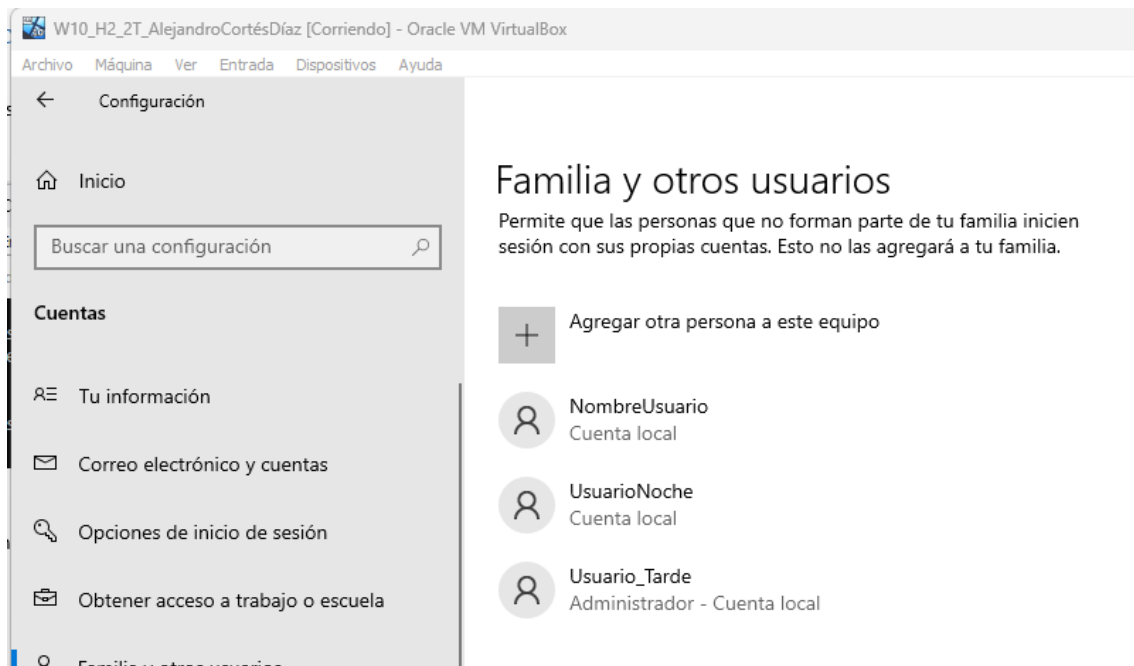 W10_H2_2T_AlejandroCortésDíaz [Corriendo] - Oracle VM VirtualBox
Archivo Máquina Ver Entrada Dispositivos Ayuda
Configuración
Inicio
Buscar una configuración
Cuentas
Tu información
Correo electrónico y cuentas
Opciones de inicio de sesión
Obtener acceso a trabajo o escuela
Familia y otros usuarios
Familia y otros usuarios
Permite que las personas que no forman parte de tu familia inicien
sesión con sus propias cuentas. Esto no las agregará a tu familia.
Agregar otra persona a este equipo
NombreUsuario
Cuenta local
UsuarioNoche
Cuenta local
Usuario_Tarde
Administrador - Cuenta local